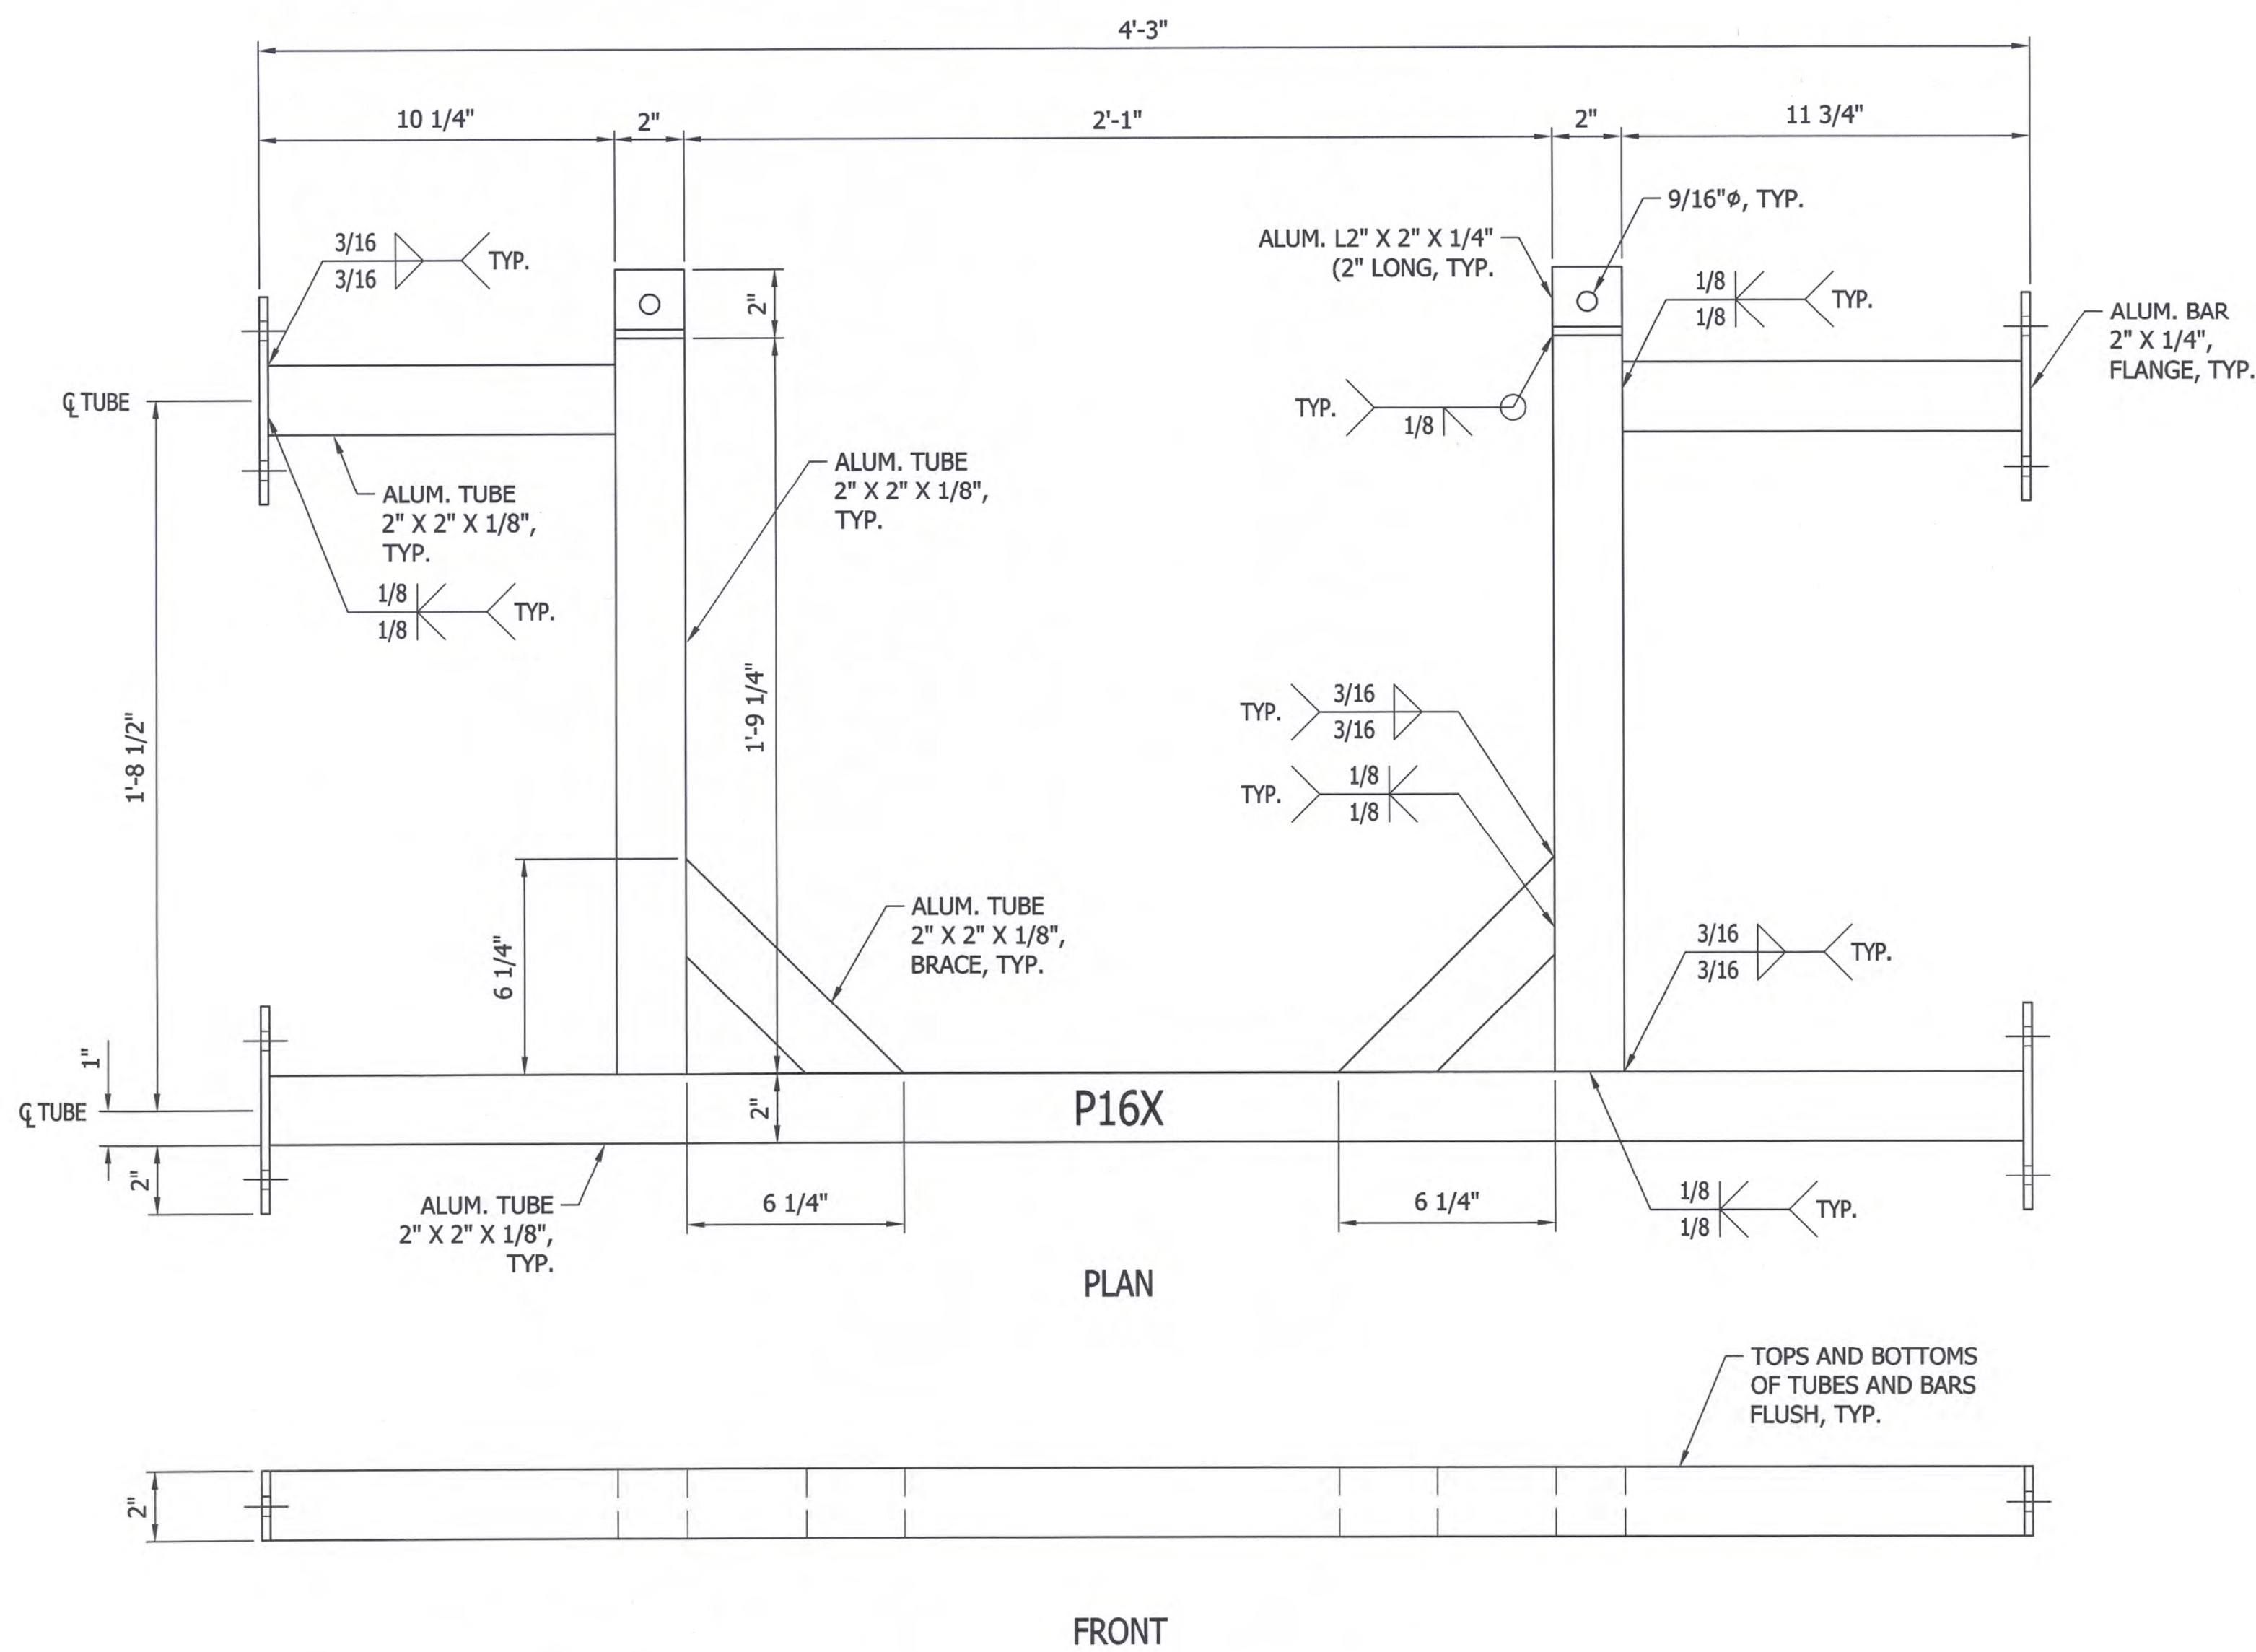 4'-3"
10 1/4"
2"
2'-1"
2"
11 3/4"
9/16"ϕ, TYP.
ALUM. L2" X 2" X 1/4"
(2" LONG, TYP.
3/16
3/16
TYP.
2"
1/8
1/8
TYP.
ALUM. BAR
2" X 1/4",
FLANGE, TYP.
℄ TUBE
TYP.
1/8
ALUM. TUBE
2" X 2" X 1/8",
TYP.
ALUM. TUBE
2" X 2" X 1/8",
TYP.
1/8
1/8
TYP.
1'-8 1/2"
1'-9 1/4"
TYP.
3/16
3/16
TYP.
1/8
1/8
6 1/4"
ALUM. TUBE
2" X 2" X 1/8",
BRACE, TYP.
3/16
3/16
TYP.
1"
℄ TUBE
2"
P16X
2"
ALUM. TUBE
2" X 2" X 1/8",
TYP.
6 1/4"
6 1/4"
1/8
1/8
TYP.
PLAN
TOPS AND BOTTOMS
OF TUBES AND BARS
FLUSH, TYP.
2"
FRONT